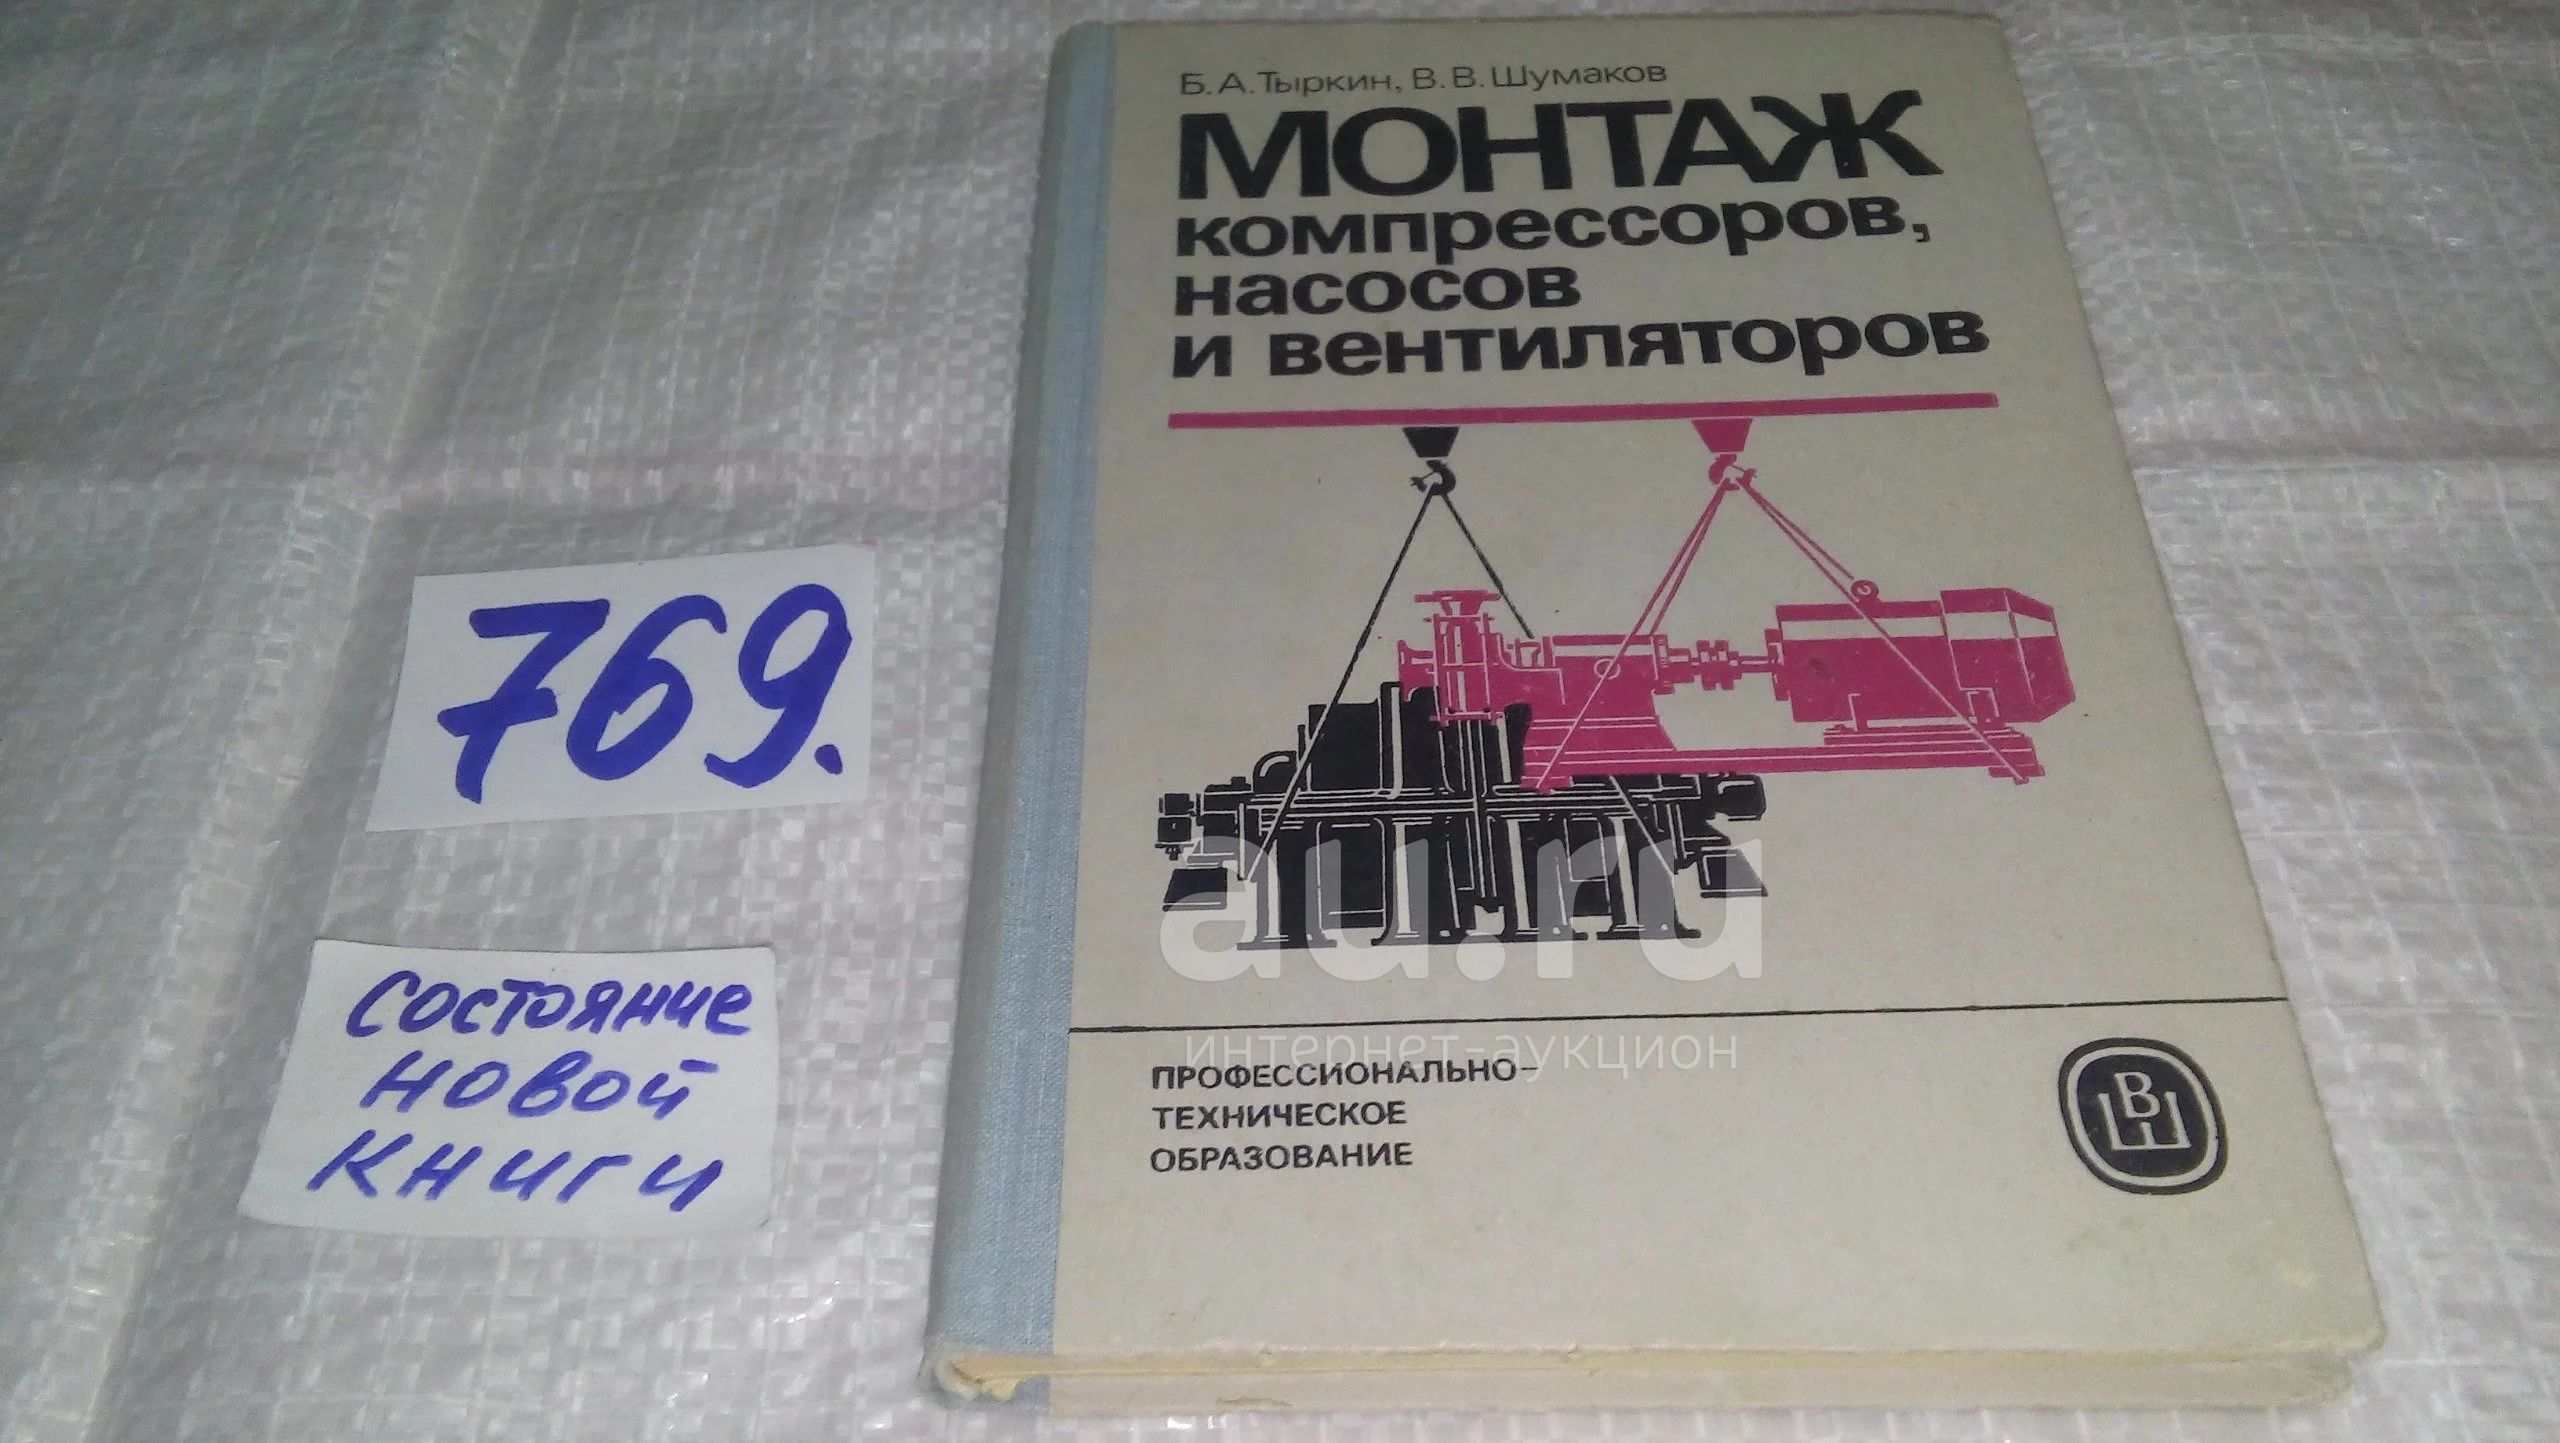 Б.А.Тыркин, В.В.Шумаков
МОНТАЖ
компрессоров,
насосов
и вентиляторов
769.
состояние
новой
книги
au.ru
интернет-аукцион
ПРОФЕССИОНАЛЬНО-
ТЕХНИЧЕСКОЕ
ОБРАЗОВАНИЕ
ВШ